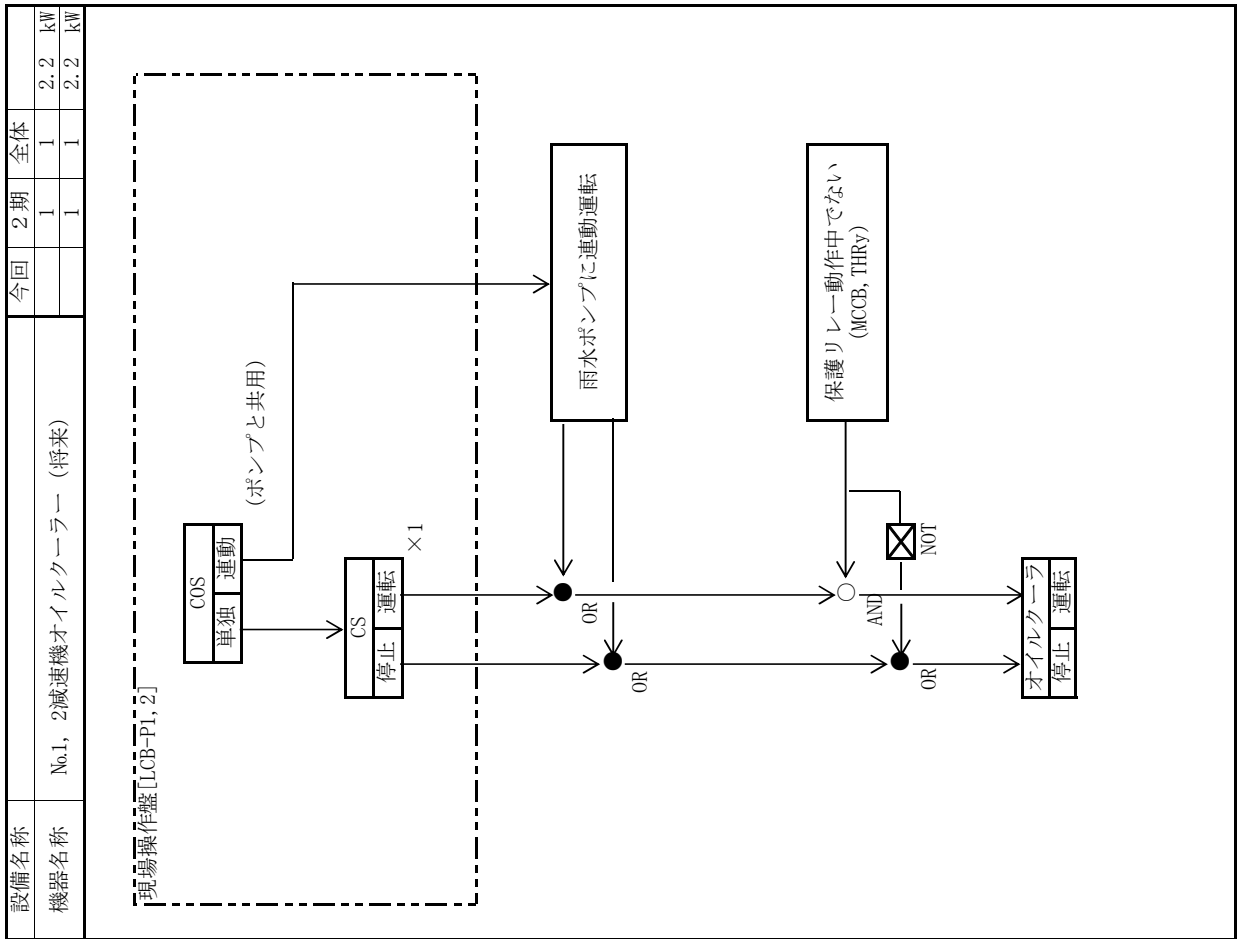 設備名称 今回 2期 全体
機器名称 No.1, 2減速機オイルクーラー (将来) 1 1 2.2 kW
1 1 2.2 kW
現場操作盤[LCB-P1,2]
COS
単独 連動
(ポンプと共用)
CS
停止 運転
×1
雨水ポンプに連動運転
OR
OR
保護リレー動作中でない
(MCCB,THRy)
AND
NOT
OR
オイルクーラ
停止 運転